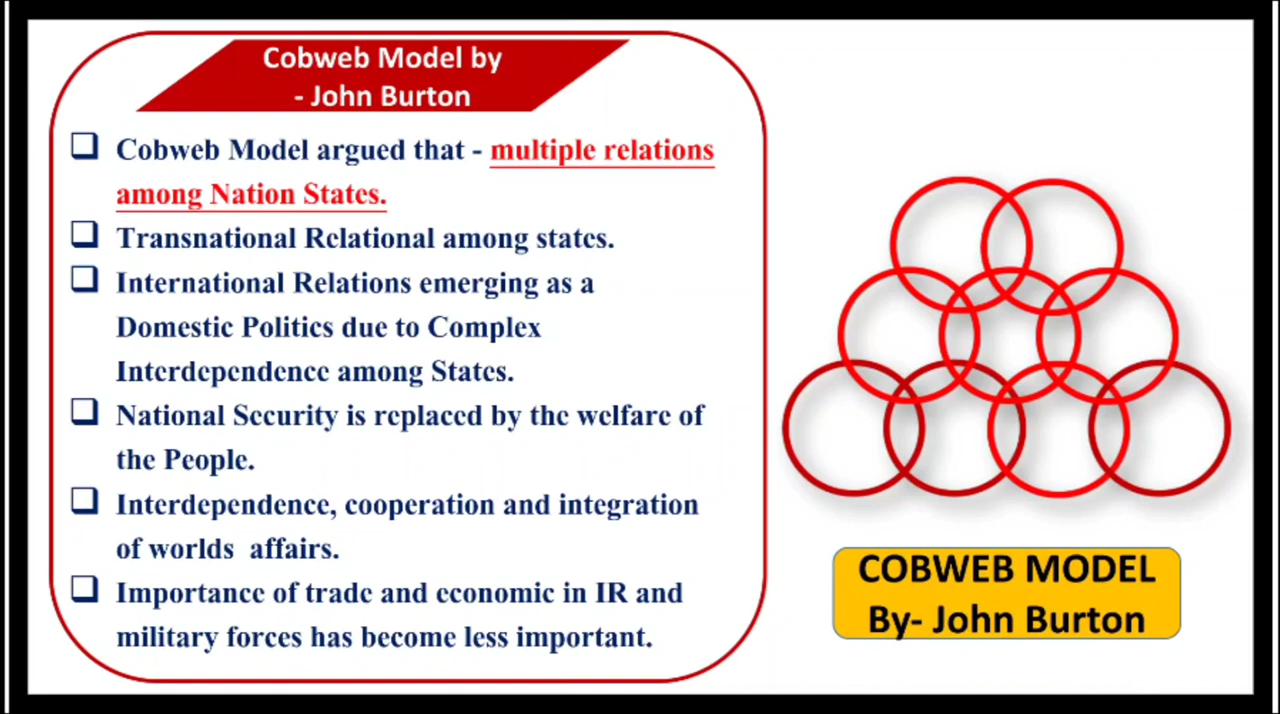 Cobweb Model by
- John Burton
❑ Cobweb Model argued that - multiple relations
among Nation States.
❑ Transnational Relational among states.
❑ International Relations emerging as a
Domestic Politics due to Complex
Interdependence among States.
❑ National Security is replaced by the welfare of
the People.
❑ Interdependence, cooperation and integration
of worlds affairs.
❑ Importance of trade and economic in IR and
military forces has become less important.
COBWEB MODEL
By- John Burton